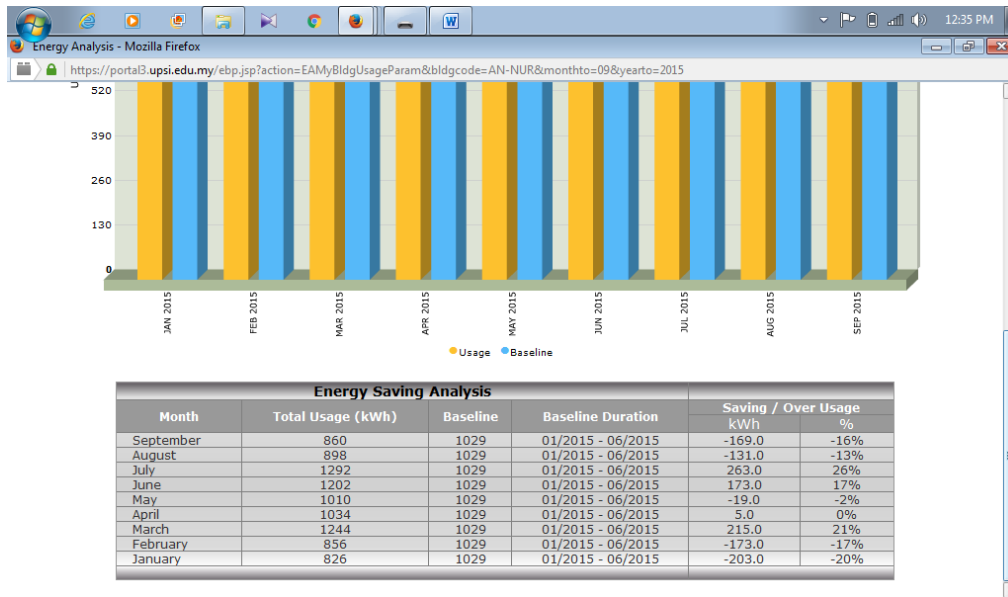 12:35 PM
Energy Analysis - Mozilla Firefox
https://portal3.upsi.edu.my/ebp.jsp?action=EAMyBldgUsageParam&bldgcode=AN-NUR&monthto=09&yearto=2015
520
390
260
130
0
JAN 2015 FEB 2015 MAR 2015 APR 2015 MAY 2015 JUN 2015 JUL 2015 AUG 2015 SEP 2015
Usage Baseline
Energy Saving Analysis
Month Total Usage (kWh) Baseline Baseline Duration Saving / Over Usage
kWh %
September 860 1029 01/2015 - 06/2015 -169.0 -16%
August 898 1029 01/2015 - 06/2015 -131.0 -13%
July 1292 1029 01/2015 - 06/2015 263.0 26%
June 1202 1029 01/2015 - 06/2015 173.0 17%
May 1010 1029 01/2015 - 06/2015 -19.0 -2%
April 1034 1029 01/2015 - 06/2015 5.0 0%
March 1244 1029 01/2015 - 06/2015 215.0 21%
February 856 1029 01/2015 - 06/2015 -173.0 -17%
January 826 1029 01/2015 - 06/2015 -203.0 -20%